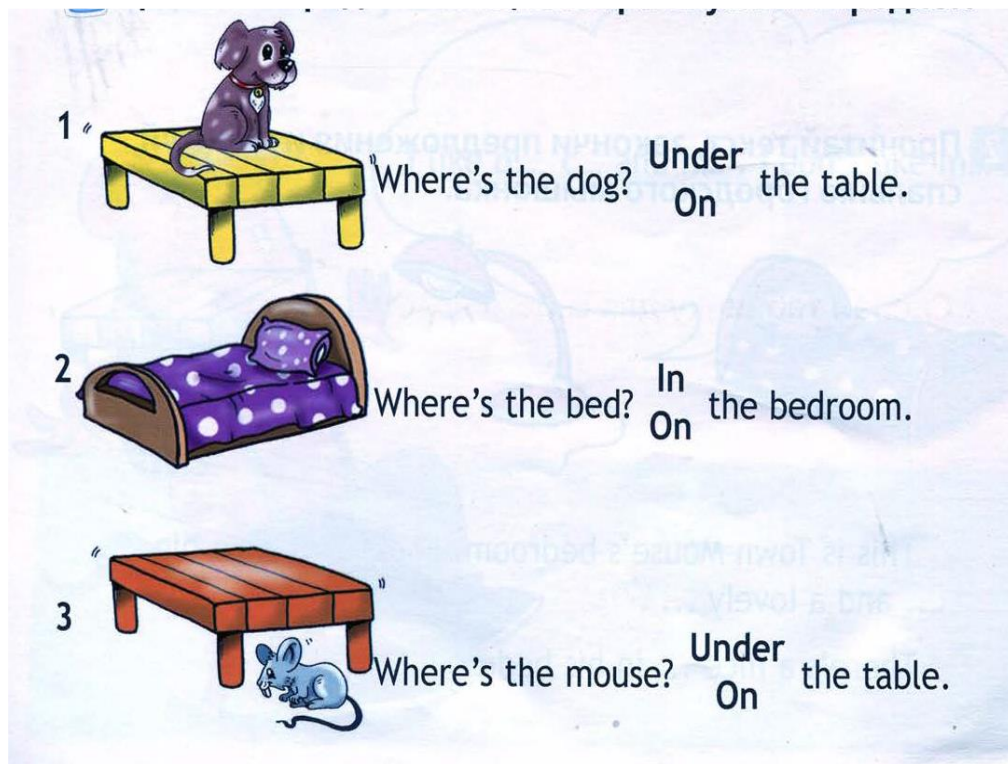 1
Under
Where's the dog? the table.
On
2
In
Where's the bed? the bedroom.
On
3
Under
Where's the mouse? the table.
On